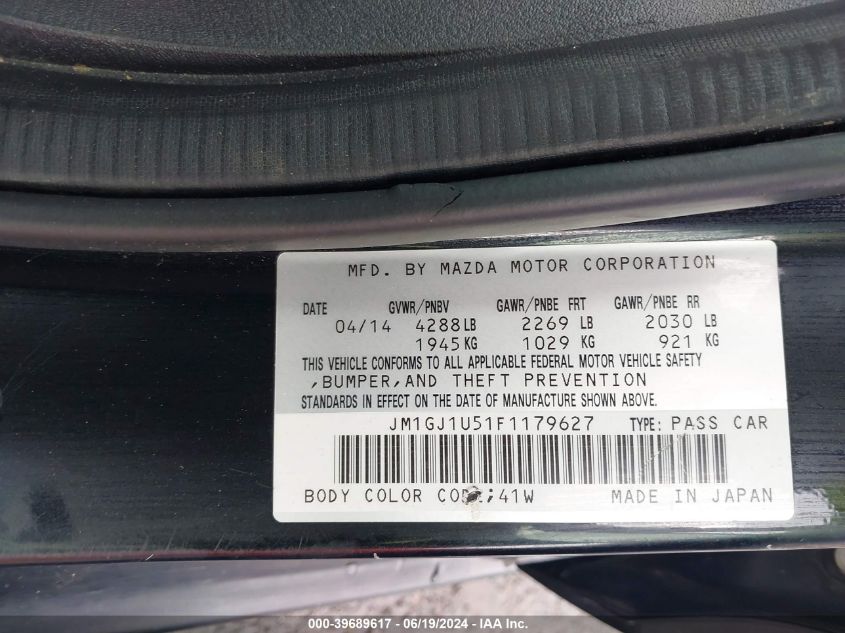 MFD. BY MAZDA MOTOR CORPORATION
DATE GVWR/PNBV GAWR/PNBE FRT GAWR/PNBE RR
04/14 4288LB 2269 LB 2030 LB
1945KG 1029 KG 921 KG
THIS VEHICLE CONFORMS TO ALL APPLICABLE FEDERAL MOTOR VEHICLE SAFETY
,BUMPER,AND THEFT PREVENTION
STANDARDS IN EFFECT ON THE DATE OF MANUFACTURE SHOWN ABOVE.
JM1GJ1U51F1179627 TYPE: PASS CAR
BODY COLOR 41W MADE IN JAPAN
000-39689617 - 06/19/2024 - IAA Inc.